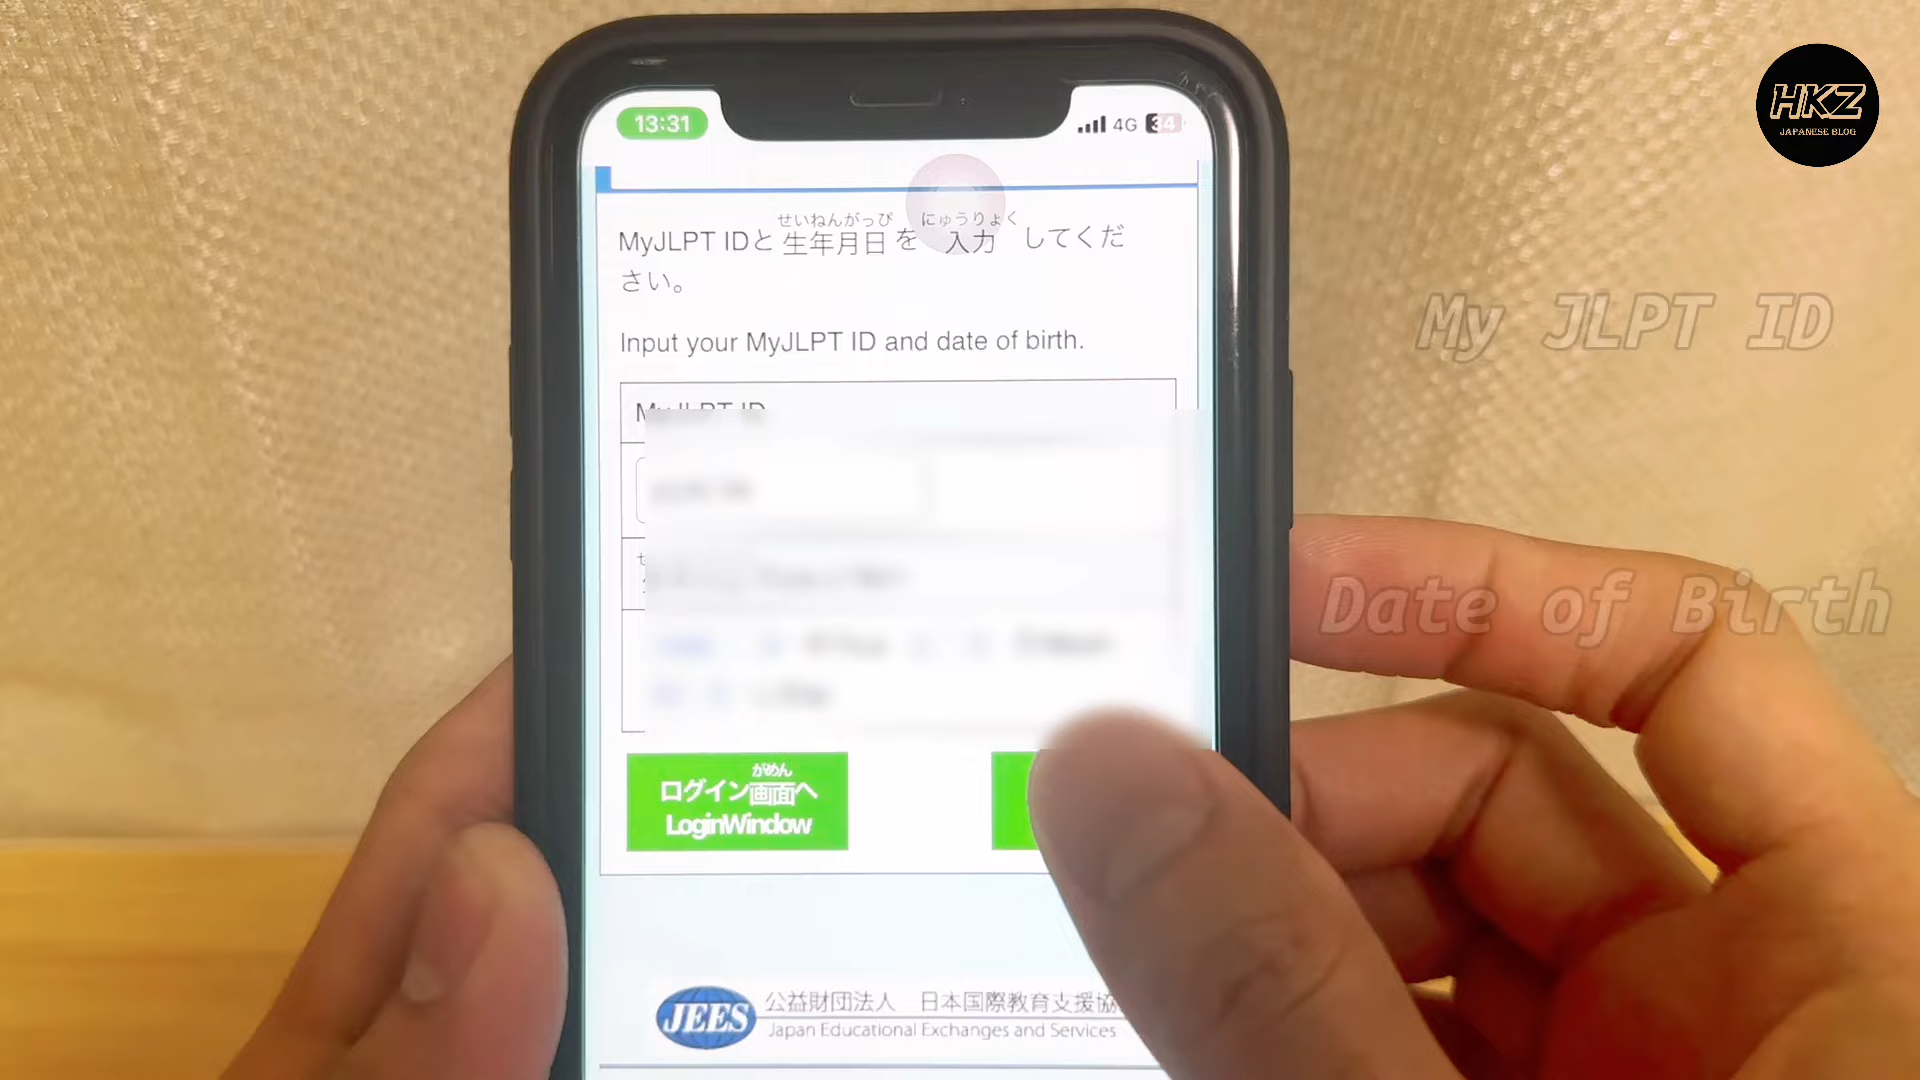 13:31
4G
34
HKZ
JAPANESE BLOG
せいねんがっぴ にゅうりょく
MyJLPT IDと 生年月日 を 入力 してくだ
さい。
Input your MyJLPT ID and date of birth.
MyJLPT ID
My JLPT ID
Date of Birth
がめん
ログイン画面へ
LoginWindow
JEES
公益財団法人 日本国際教育支援協
Japan Educational Exchanges and Services